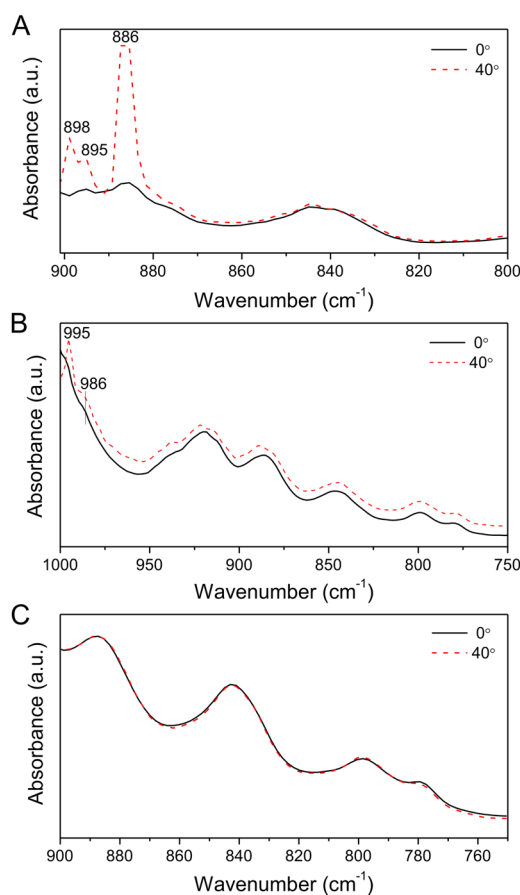 A
886
898
895
0°
40°
Absorbance (a.u.)
900 880 860 840 820 800
Wavenumber (cm⁻¹)
B
995
986
0°
40°
Absorbance (a.u.)
1000 950 900 850 800 750
Wavenumber (cm⁻¹)
C
0°
40°
Absorbance (a.u.)
900 880 860 840 820 800 780 760
Wavenumber (cm⁻¹)